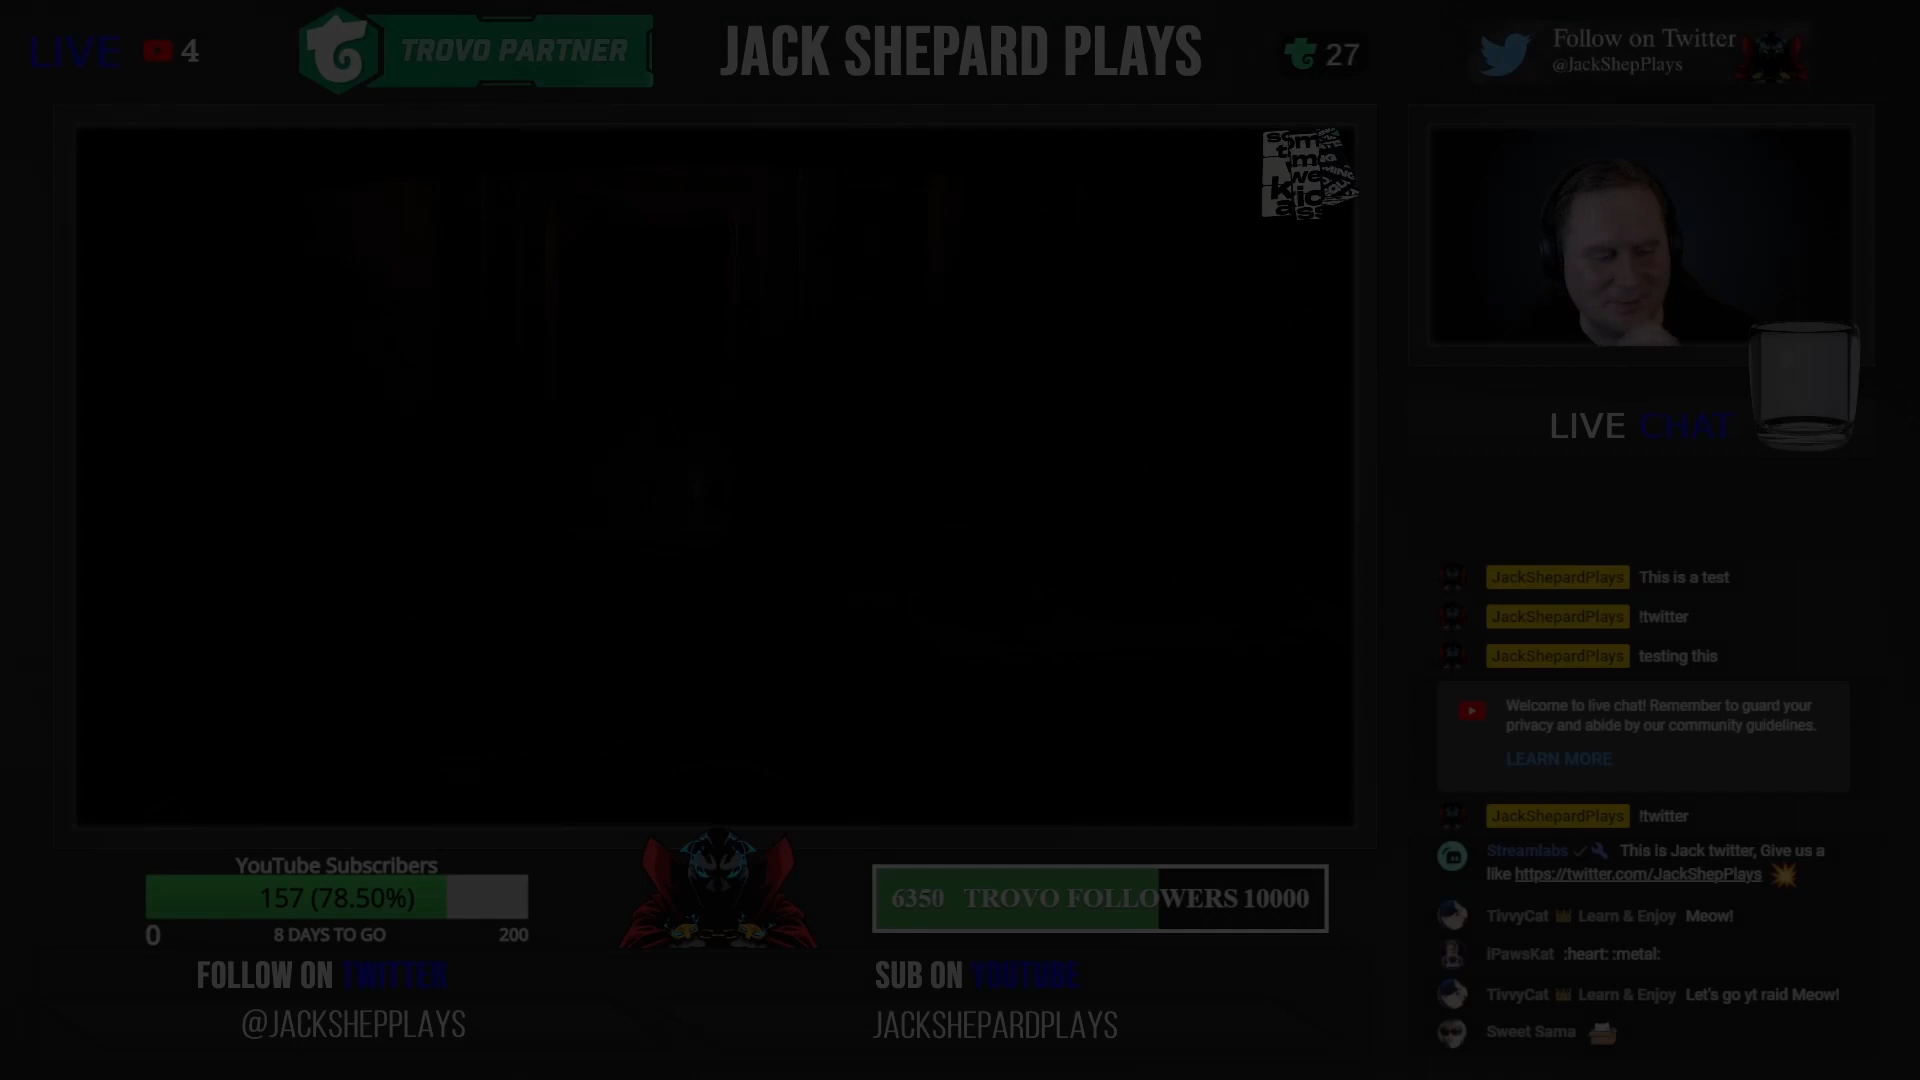 LIVE 4
TROVO PARTNER
JACK SHEPARD PLAYS
27
Follow on Twitter
@JackShepPlays
LIVE CHAT
JackShepardPlays This is a test
JackShepardPlays !twitter
JackShepardPlays testing this
Welcome to live chat! Remember to guard your
privacy and abide by our community guidelines.
LEARN MORE
JackShepardPlays !twitter
Streamlabs This is Jack twitter, Give us a
like https://twitter.com/JackShepPlays
TivvyCat Learn & Enjoy Meow!
iPawsKat :heart: :metal:
TivvyCat Learn & Enjoy Let's go yt raid Meow!
Sweet Sama
YouTube Subscribers
157 (78.50%)
0 8 DAYS TO GO 200
6350 TROVO FOLLOWERS 10000
FOLLOW ON TWITTER
@JACKSHEPPLAYS
SUB ON YOUTUBE
JACKSHEPARDPLAYS